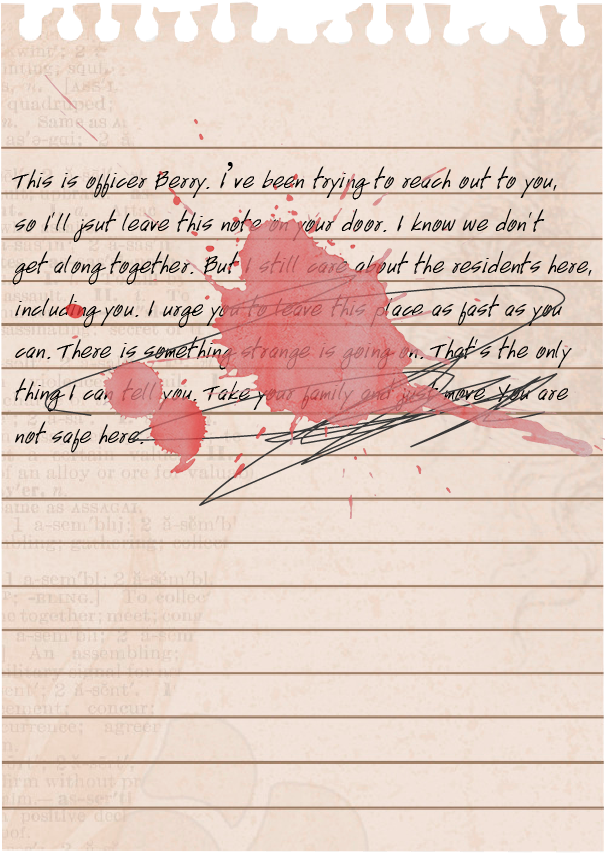 This is officer Berry. I've been trying to reach out to you,
so I'll jsut leave this note on your door. I know we don't
get along together. But I still care about the residents here,
including you. I urge you to leave this place as fast as you
can. There is something strange is going on. That's the only
thing I can tell you. Take your family and just move. You are
not safe here.